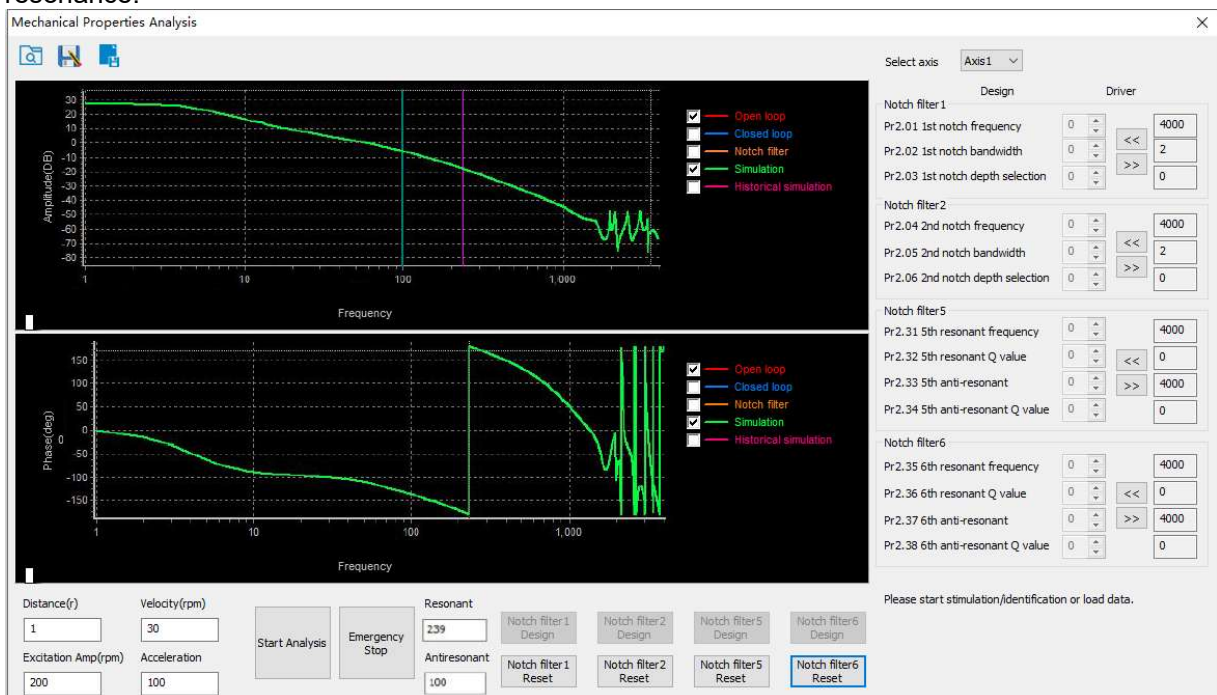 resonance.
Mechanical Properties Analysis
Select axis Axis1
Design Driver
Notch filter1
Pr2.01 1st notch frequency 0 4000
Pr2.02 1st notch bandwidth 0 << 2
Pr2.03 1st notch depth selection 0 >> 0
Notch filter2
Pr2.04 2nd notch frequency 0 4000
Pr2.05 2nd notch bandwidth 0 << 2
Pr2.06 2nd notch depth selection 0 >> 0
Notch filter5
Pr2.31 5th resonant frequency 0 4000
Pr2.32 5th resonant Q value 0 << 0
Pr2.33 5th anti-resonant 0 >> 4000
Pr2.34 5th anti-resonant Q value 0 0
Notch filter6
Pr2.35 6th resonant frequency 0 4000
Pr2.36 6th resonant Q value 0 << 0
Pr2.37 6th anti-resonant 0 >> 4000
Pr2.38 6th anti-resonant Q value 0 0
Please start stimulation/identification or load data.
Amplitude(DB)
30
20
10
0
-10
-20
-30
-40
-50
-60
-70
-80
1 10 100 1,000
Frequency
Open loop
Closed loop
Notch filter
Simulation
Historical simulation
Phase(deg)
0
150
100
50
0
-50
-100
-150
1 10 100 1,000
Frequency
Open loop
Closed loop
Notch filter
Simulation
Historical simulation
Distance(r) Velocity(rpm)
1 30
Excitation Amp(rpm) Acceleration
200 100
Start Analysis
Emergency
Stop
Resonant
239
Antiresonant
100
Notch filter1
Design
Notch filter2
Design
Notch filter5
Design
Notch filter6
Design
Notch filter1
Reset
Notch filter2
Reset
Notch filter5
Reset
Notch filter6
Reset